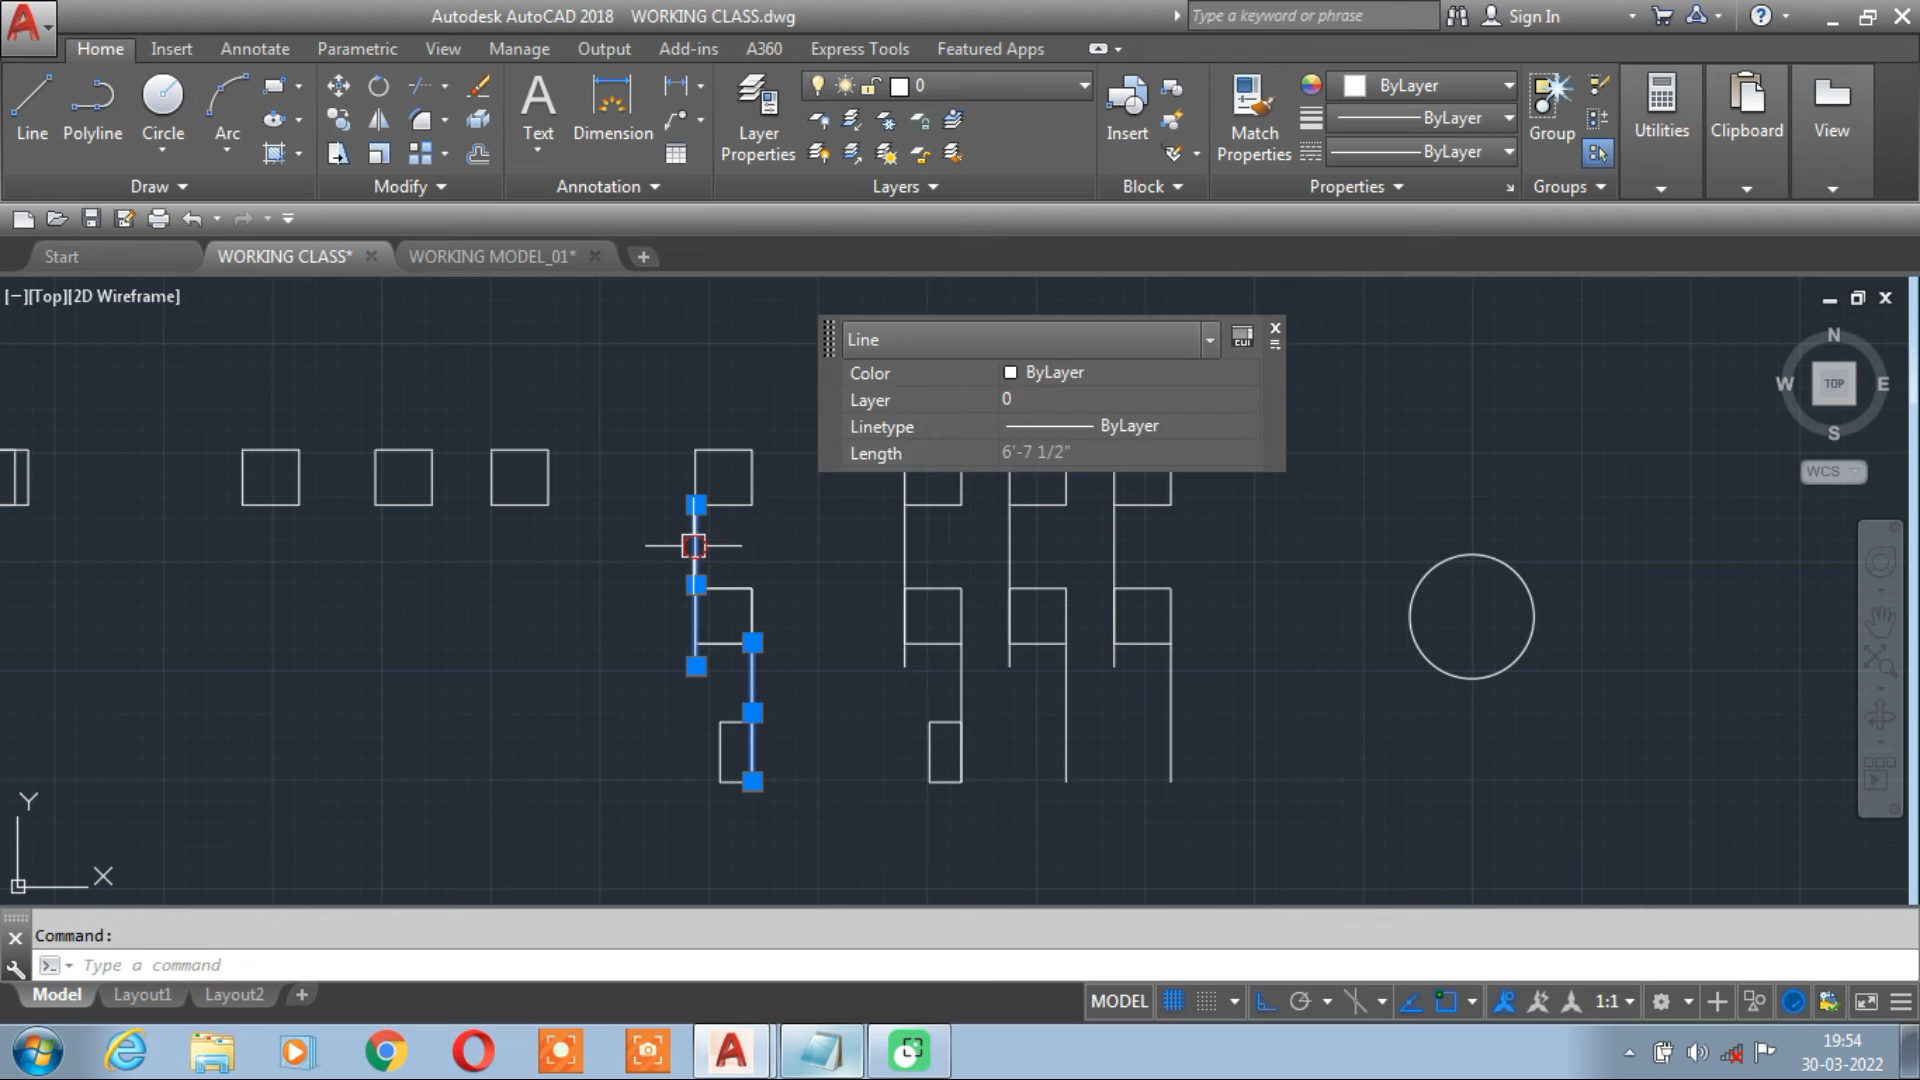 Autodesk AutoCAD 2018 WORKING CLASS.dwg
Type a keyword or phrase
Sign In
Home Insert Annotate Parametric View Manage Output Add-ins A360 Express Tools Featured Apps
0
ByLayer
ByLayer
ByLayer
Line Polyline Circle Arc
Text Dimension
Layer Properties
Insert
Match Properties
Group
Utilities Clipboard View
Draw Modify Annotation Layers Block Properties Groups
Start WORKING CLASS* WORKING MODEL_01*
[−][Top][2D Wireframe]
Line
CUI
Color ByLayer
Layer 0
Linetype ByLayer
Length 6'-7 1/2"
N
W TOP E
S
WCS
Y
X
Command:
Type a command
Model Layout1 Layout2
MODEL 1:1
19:54
30-03-2022